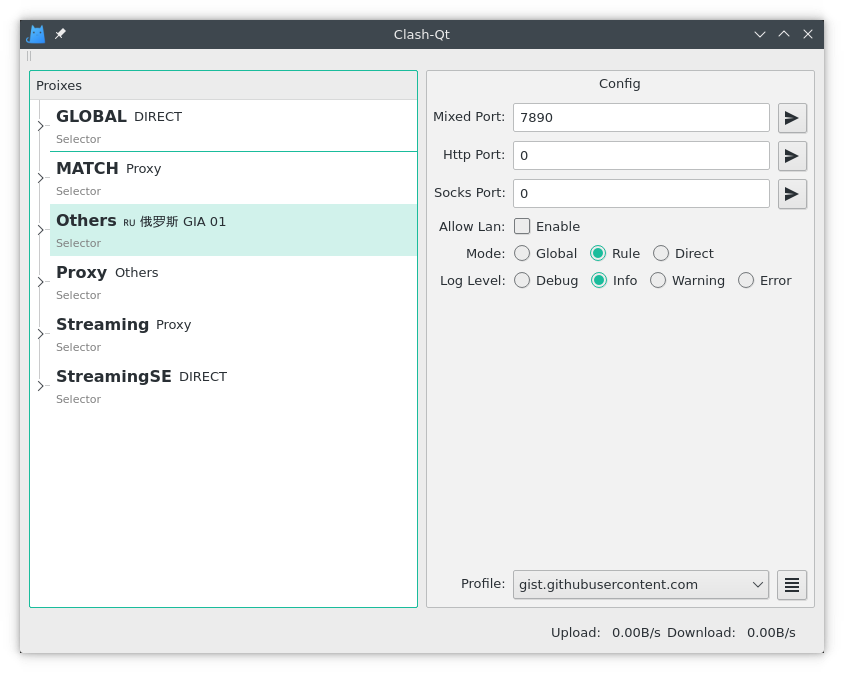 Clash-Qt
Proixes
GLOBAL DIRECT
Selector
MATCH Proxy
Selector
Others RU 俄罗斯 GIA 01
Selector
Proxy Others
Selector
Streaming Proxy
Selector
StreamingSE DIRECT
Selector
Config
Mixed Port: 7890
Http Port: 0
Socks Port: 0
Allow Lan: Enable
Mode: Global Rule Direct
Log Level: Debug Info Warning Error
Profile: gist.githubusercontent.com
Upload: 0.00B/s Download: 0.00B/s